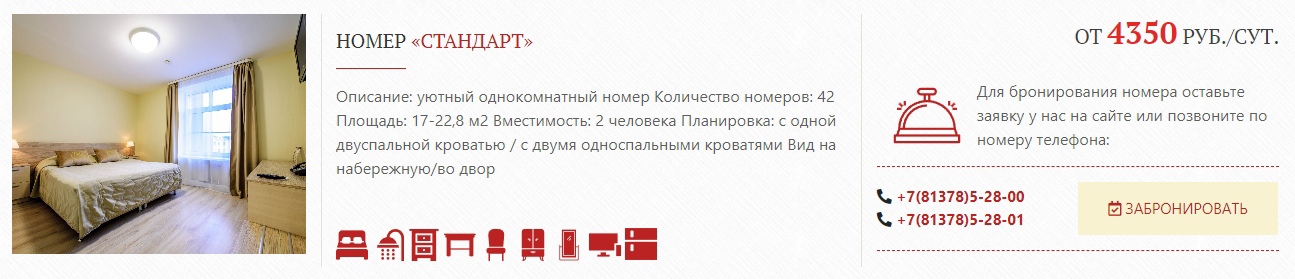 НОМЕР «СТАНДАРТ»
Описание: уютный однокомнатный номер Количество номеров: 42
Площадь: 17-22,8 м2 Вместимость: 2 человека Планировка: с одной
двуспальной кроватью / с двумя односпальными кроватями Вид на
набережную/во двор
ОТ 4350 РУБ./СУТ.
Для бронирования номера оставьте
заявку у нас на сайте или позвоните по
номеру телефона:
+7(81378)5-28-00
+7(81378)5-28-01
ЗАБРОНИРОВАТЬ